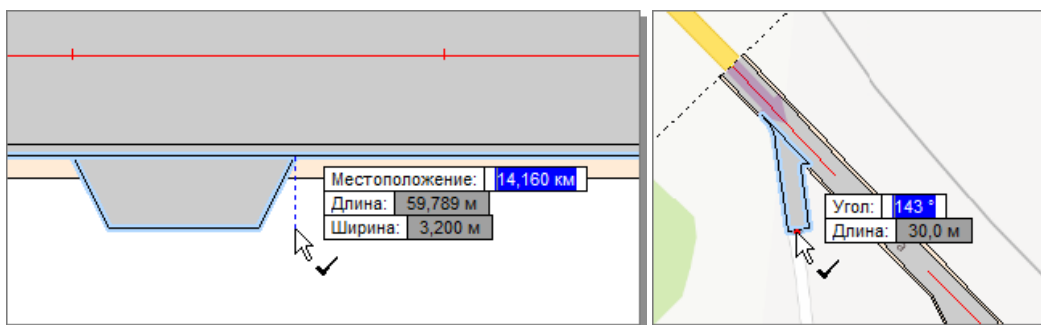 Местоположение: 14,160 км
Длина: 59,789 м
Ширина: 3,200 м
Угол: 143 °
Длина: 30,0 м